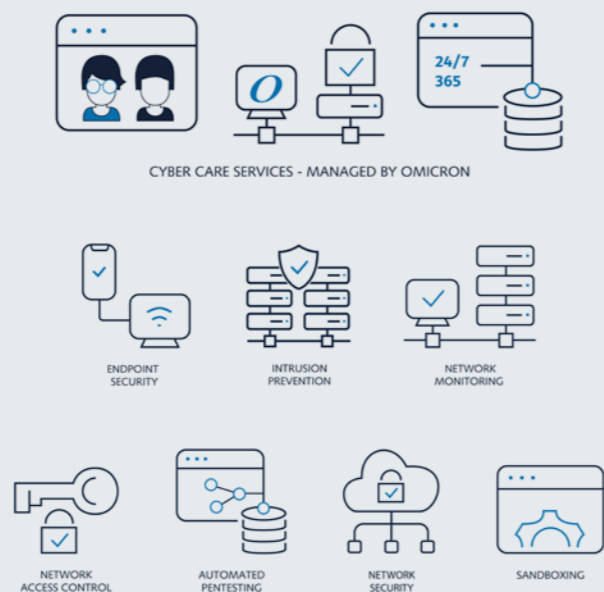 24/7
365
O
CYBER CARE SERVICES - MANAGED BY OMICRON
ENDPOINT
SECURITY
INTRUSION
PREVENTION
NETWORK
MONITORING
NETWORK
ACCESS CONTROL
AUTOMATED
PENTESTING
NETWORK
SECURITY
SANDBOXING